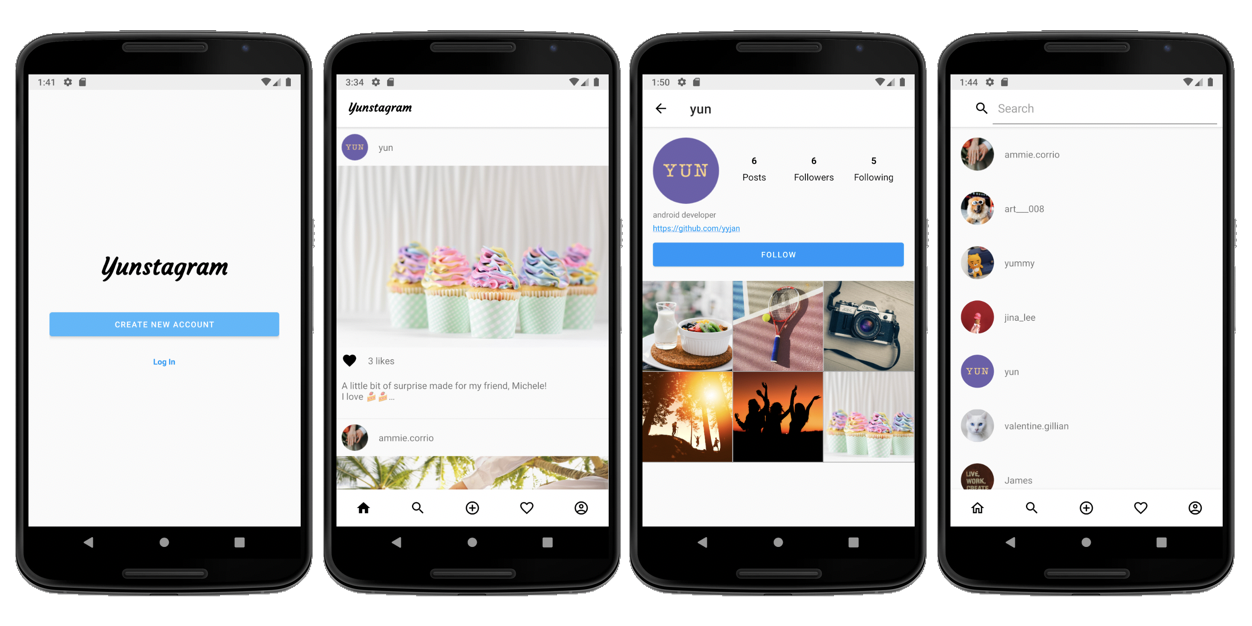 1:41
Yunstagram
CREATE NEW ACCOUNT
Log In
3:34
Yunstagram
YUN
yun
3 likes
A little bit of surprise made for my friend, Michele!
I love 🍰🍰...
ammie.corrio
1:50
yun
YUN
6
6
5
Posts
Followers
Following
android developer
https://github.com/yyjan
FOLLOW
1:44
Search
ammie.corrio
art___008
yummy
jina_lee
YUN
yun
valentine.gillian
LIVE,
WORK,
CREATE
James